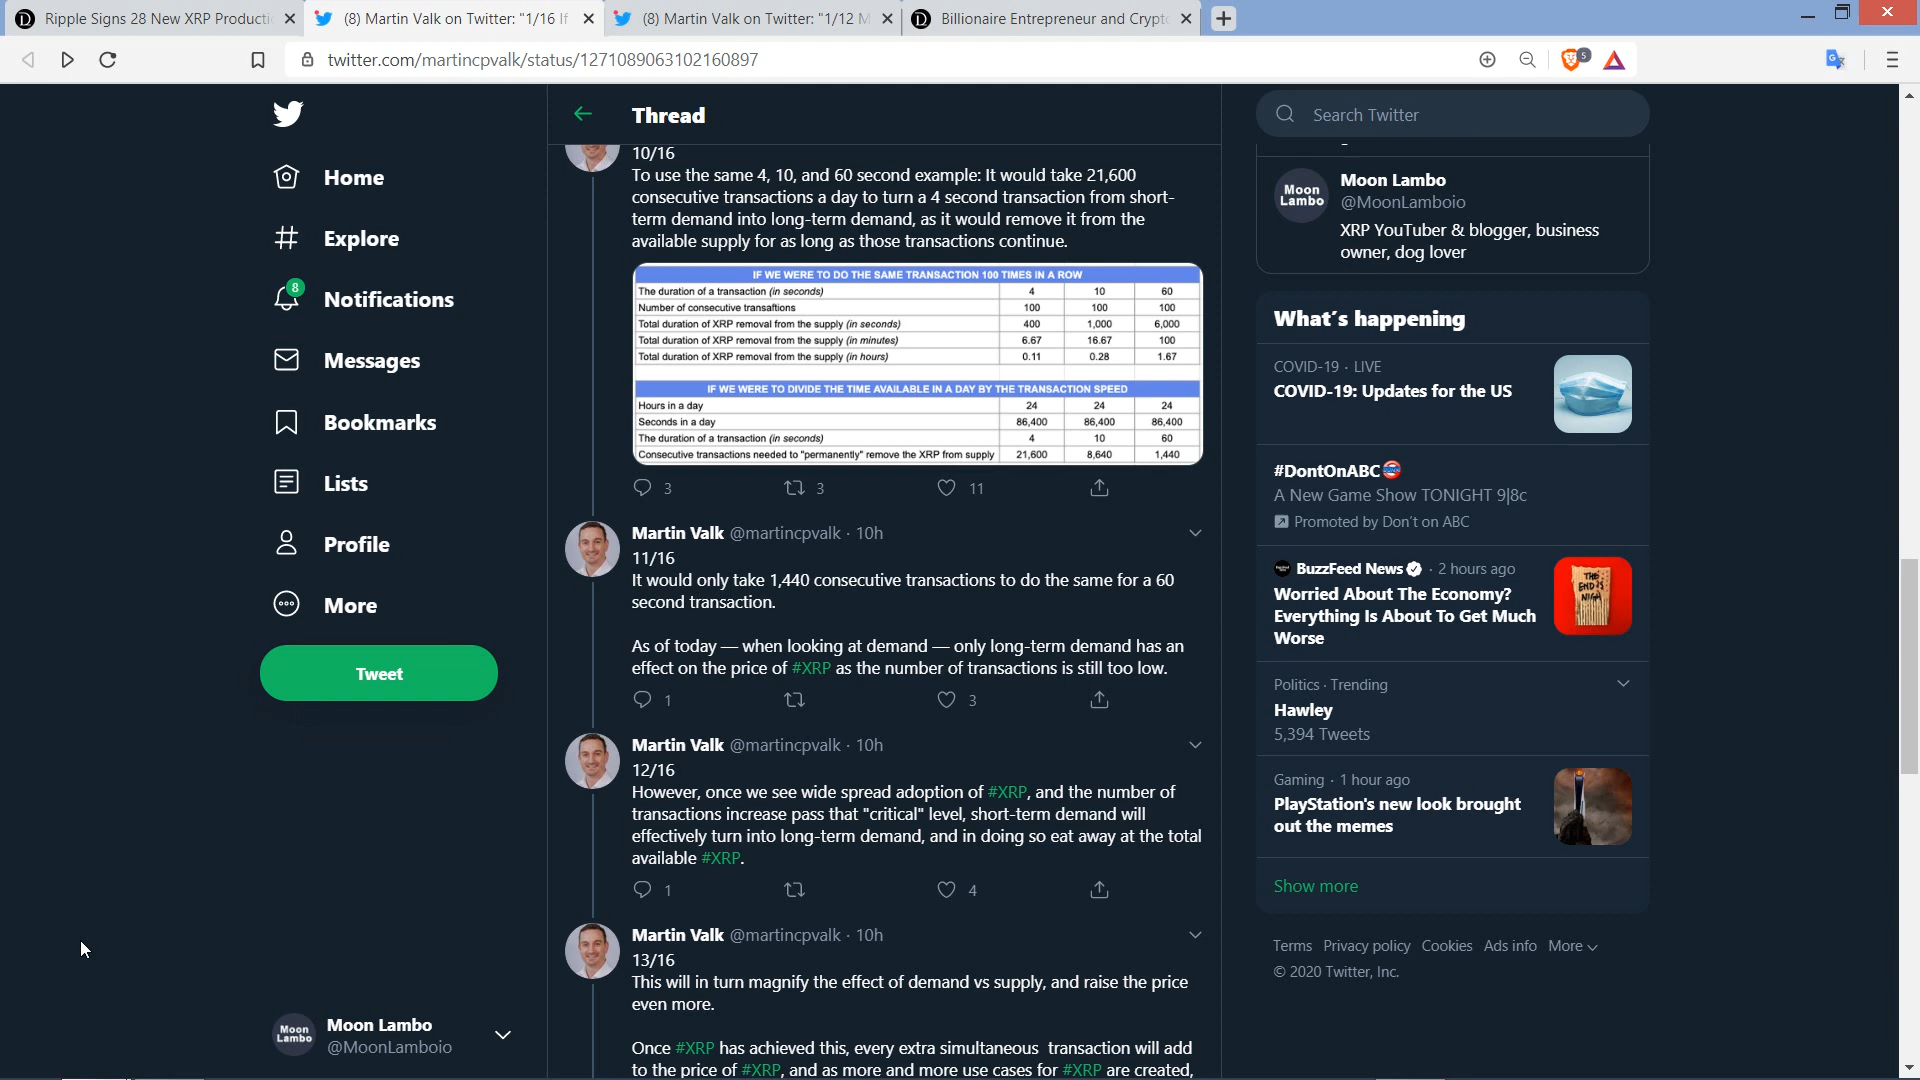 Ripple Signs 28 New XRP Producti
(8) Martin Valk on Twitter: "1/16 If
(8) Martin Valk on Twitter: "1/12 M
Billionaire Entrepreneur and Crypt
twitter.com/martincpvalk/status/1271089063102160897
5
Home
Explore
8
Notifications
Messages
Bookmarks
Lists
Profile
More
Tweet
Moon Lambo
Moon Lambo
@MoonLamboio
Thread
10/16
To use the same 4, 10, and 60 second example: It would take 21,600
consecutive transactions a day to turn a 4 second transaction from short-
term demand into long-term demand, as it would remove it from the
available supply for as long as those transactions continue.
IF WE WERE TO DO THE SAME TRANSACTION 100 TIMES IN A ROW
The duration of a transaction (in seconds) 4 10 60
Number of consecutive transaftions 100 100 100
Total duration of XRP removal from the supply (in seconds) 400 1,000 6,000
Total duration of XRP removal from the supply (in minutes) 6.67 16.67 100
Total duration of XRP removal from the supply (in hours) 0.11 0.28 1.67
IF WE WERE TO DIVIDE THE TIME AVAILABLE IN A DAY BY THE TRANSACTION SPEED
Hours in a day 24 24 24
Seconds in a day 86,400 86,400 86,400
The duration of a transaction (in seconds) 4 10 60
Consecutive transactions needed to "permanently" remove the XRP from supply 21,600 8,640 1,440
3 3 11
Martin Valk @martincpvalk · 10h
11/16
It would only take 1,440 consecutive transactions to do the same for a 60
second transaction.
As of today — when looking at demand — only long-term demand has an
effect on the price of #XRP as the number of transactions is still too low.
1 3
Martin Valk @martincpvalk · 10h
12/16
However, once we see wide spread adoption of #XRP, and the number of
transactions increase pass that "critical" level, short-term demand will
effectively turn into long-term demand, and in doing so eat away at the total
available #XRP.
1 4
Martin Valk @martincpvalk · 10h
13/16
This will in turn magnify the effect of demand vs supply, and raise the price
even more.
Once #XRP has achieved this, every extra simultaneous transaction will add
to the price of #XRP, and as more and more use cases for #XRP are created,
Search Twitter
Moon Lambo
Moon Lambo
@MoonLamboio
XRP YouTuber & blogger, business
owner, dog lover
What's happening
COVID-19 · LIVE
COVID-19: Updates for the US
#DontOnABC
A New Game Show TONIGHT 9|8c
Promoted by Don't on ABC
BuzzFeed News · 2 hours ago
Worried About The Economy?
Everything Is About To Get Much
Worse
THE END IS NIGH
Politics · Trending
Hawley
5,394 Tweets
Gaming · 1 hour ago
PlayStation's new look brought
out the memes
Show more
Terms Privacy policy Cookies Ads info More
© 2020 Twitter, Inc.